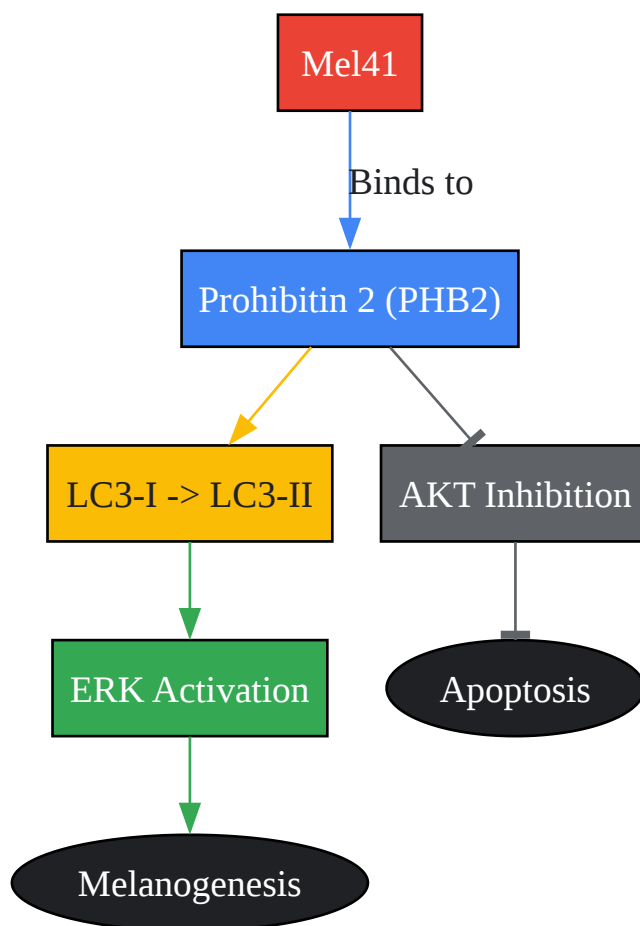 Mel41
Binds to
Prohibitin 2 (PHB2)
LC3-I -> LC3-II
AKT Inhibition
ERK Activation
Apoptosis
Melanogenesis